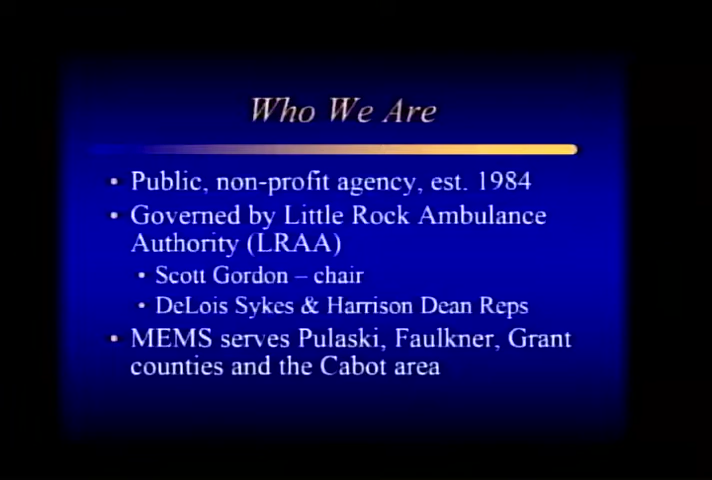 Who We Are
• Public, non-profit agency, est. 1984
• Governed by Little Rock Ambulance
Authority (LRAA)
• Scott Gordon – chair
• DeLois Sykes & Harrison Dean Reps
• MEMS serves Pulaski, Faulkner, Grant
counties and the Cabot area